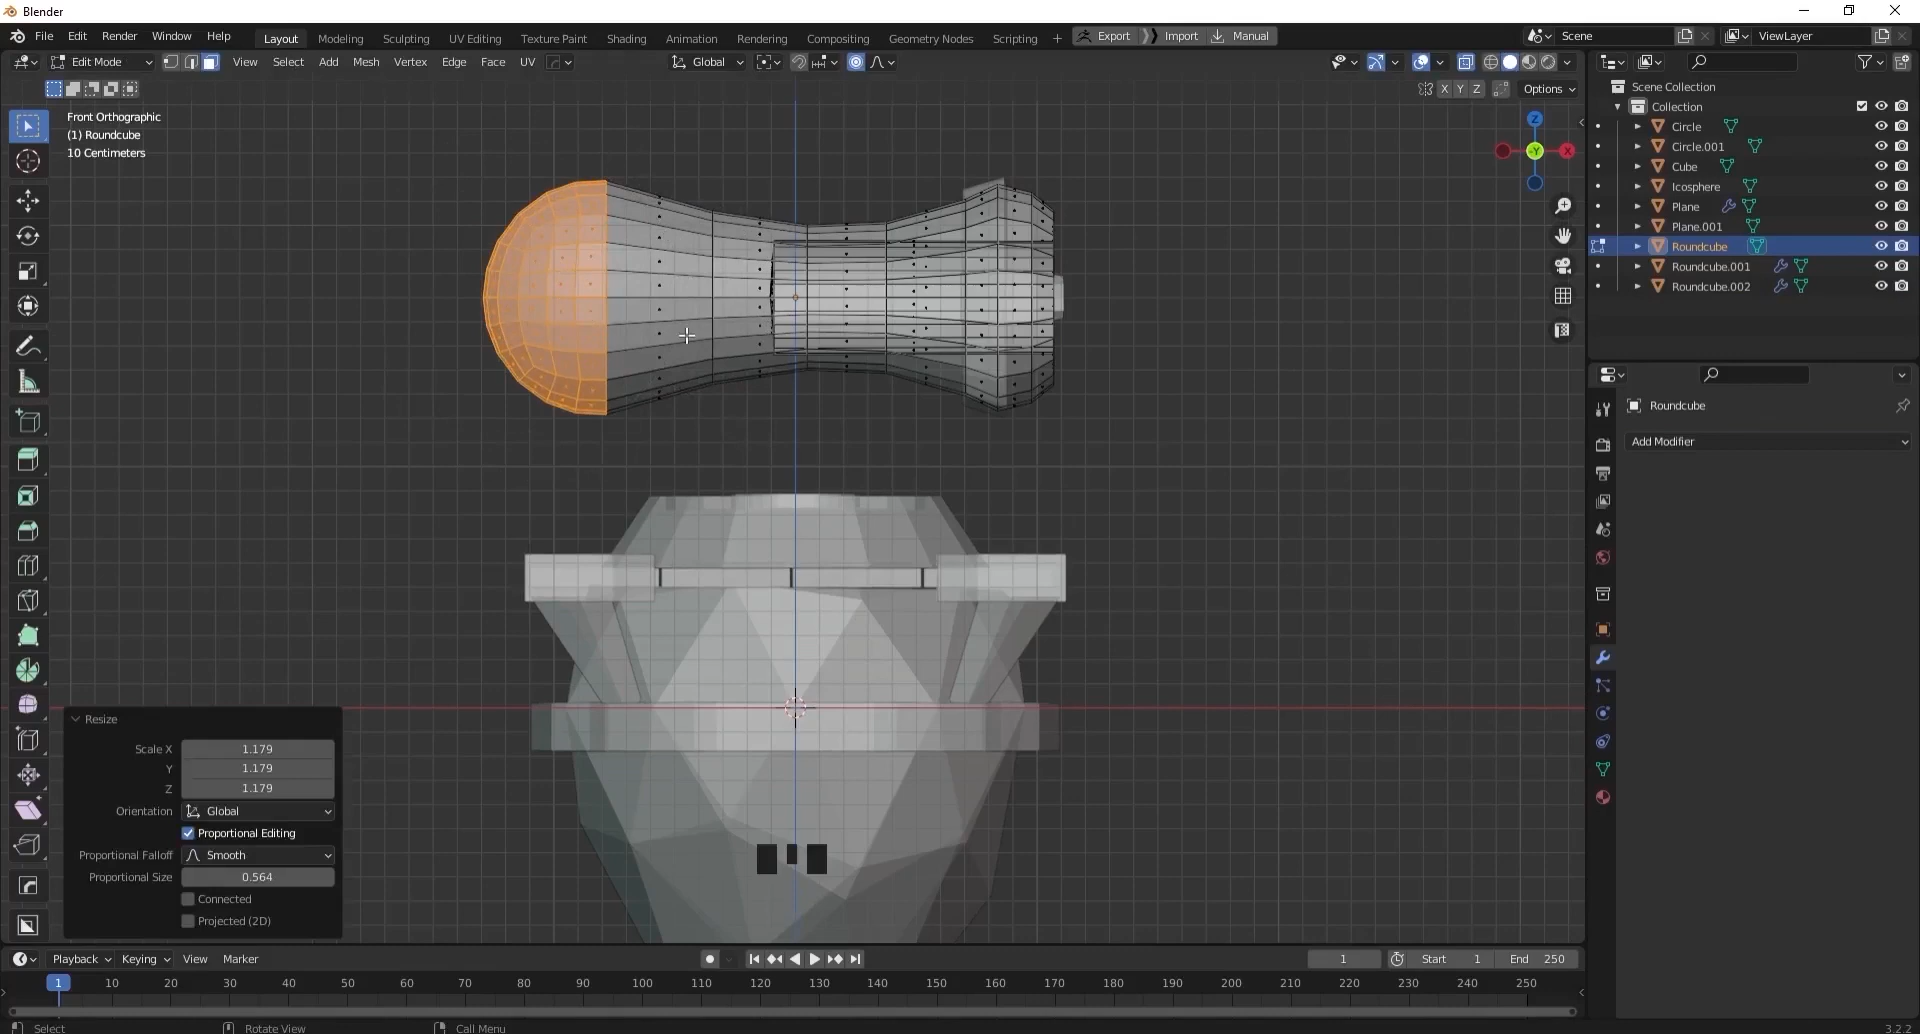 Blender
File Edit Render Window Help Layout Modeling Sculpting UV Editing Texture Paint Shading Animation Rendering Compositing Geometry Nodes Scripting + Export Import Manual Scene ViewLayer
Edit Mode View Select Add Mesh Vertex Edge Face UV Global
X Y Z Options
Front Orthographic
(1) Roundcube
10 Centimeters
Z
-Y
X
Scene Collection
Collection
Circle
Circle.001
Cube
Icosphere
Plane
Plane.001
Roundcube
Roundcube.001
Roundcube.002
Roundcube
Add Modifier
Resize
Scale X 1.179
Y 1.179
Z 1.179
Orientation Global
Proportional Editing
Proportional Falloff Smooth
Proportional Size 0.564
Connected
Projected (2D)
Playback Keying View Marker 1 Start 1 End 250
1 10 20 30 40 50 60 70 80 90 100 110 120 130 140 150 160 170 180 190 200 210 220 230 240 250
Select Rotate View Call Menu 3.2.2